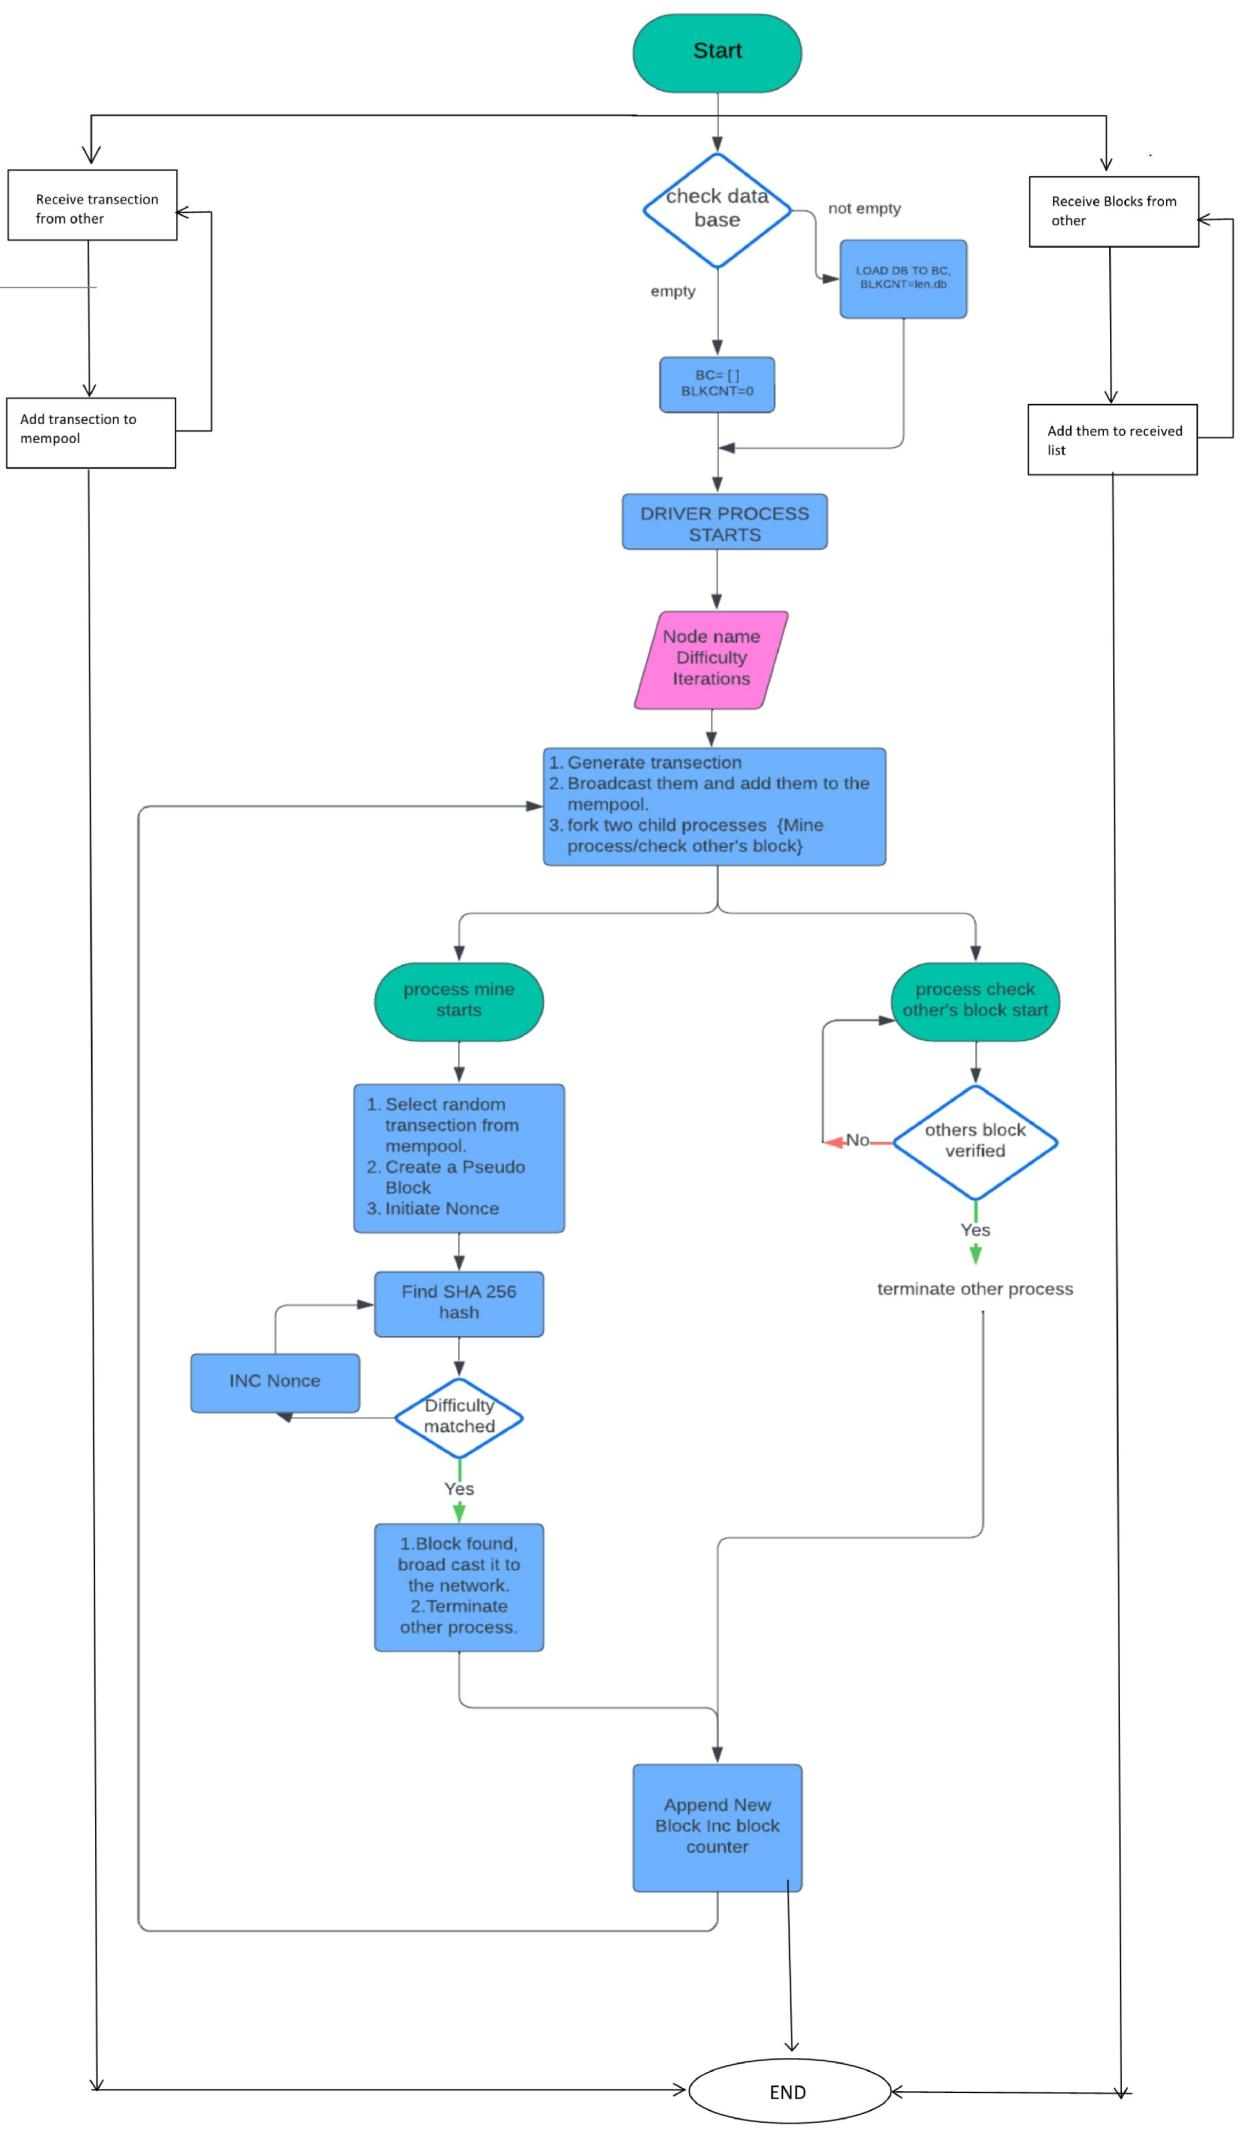 Start
Receive transection
from other
check data
base
not empty
Receive Blocks from
other
LOAD DB TO BC,
BLKCNT=len.db
empty
BC= [ ]
BLKCNT=0
Add transection to
mempool
Add them to received
list
DRIVER PROCESS
STARTS
Node name
Difficulty
Iterations
1. Generate transection
2. Broadcast them and add them to the
mempool.
3. fork two child processes {Mine
process/check other's block}
process mine
starts
process check
other's block start
1. Select random
transection from
mempool.
2. Create a Pseudo
Block
3. Initiate Nonce
others block
verified
No
Yes
terminate other process
Find SHA 256
hash
INC Nonce
Difficulty
matched
Yes
1.Block found,
broad cast it to
the network.
2.Terminate
other process.
Append New
Block Inc block
counter
END